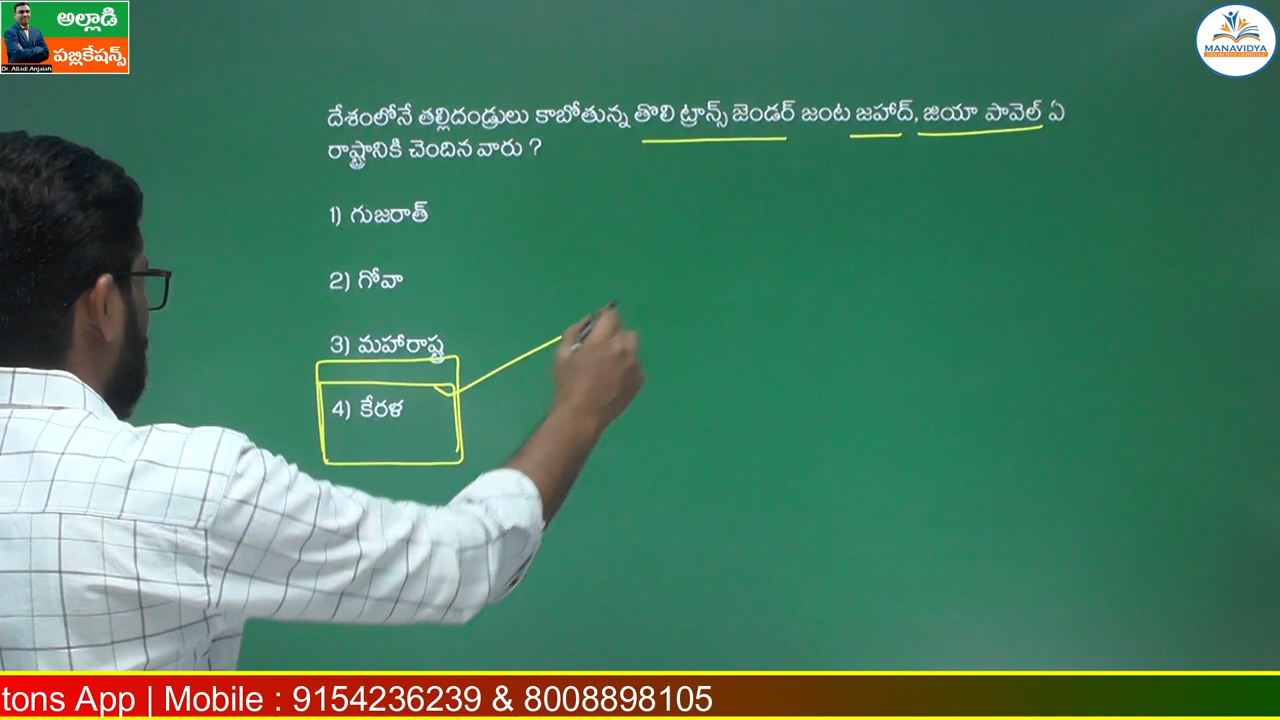 అల్లాడి
పబ్లికేషన్స్
Dr. Alladi Anjaiah
MANAVIDYA
దేశంలోనే తల్లిదండ్రులు కాబోతున్న తొలి ట్రాన్స్ జెండర్ జంట జహాద్, జియా పావెల్ ఏ
రాష్ట్రానికి చెందిన వారు ?
1) గుజరాత్
2) గోవా
3) మహారాష్ట్ర
4) కేరళ
tons App | Mobile : 9154236239 & 8008898105